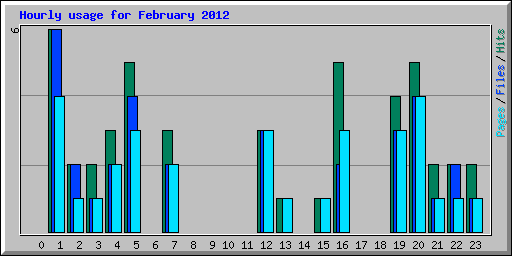 Hourly usage for February 2012
6
Pages/Files/Hits
0 1 2 3 4 5 6 7 8 9 10 11 12 13 14 15 16 17 18 19 20 21 22 23